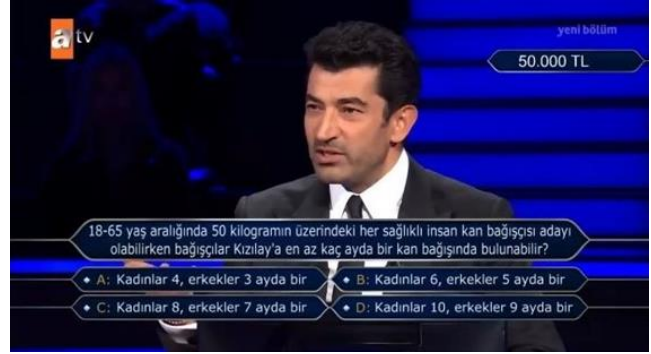 atv
yeni bölüm
50.000 TL
18-65 yaş aralığında 50 kilogramın üzerindeki her sağlıklı insan kan bağışçısı adayı
olabilirken bağışçılar Kızılay'a en az kaç ayda bir kan bağışında bulunabilir?
A: Kadınlar 4, erkekler 3 ayda bir
B: Kadınlar 6, erkekler 5 ayda bir
C: Kadınlar 8, erkekler 7 ayda bir
D: Kadınlar 10, erkekler 9 ayda bir